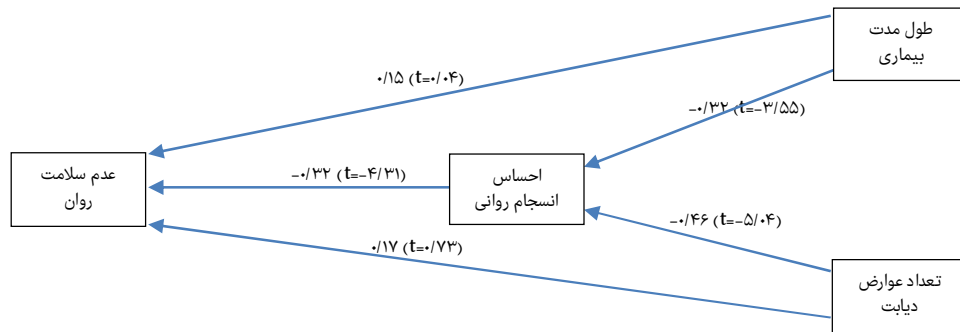 طول مدت
بیماری
۰/۱۵ (t=۰/۰۴)
-۰/۳۲ (t=-۳/۵۵)
عدم سلامت
روان
-۰/۳۲ (t=-۴/۳۱)
احساس
انسجام روانی
-۰/۴۶ (t=-۵/۰۴)
۰/۱۷ (t=۰/۷۳)
تعداد عوارض
دیابت